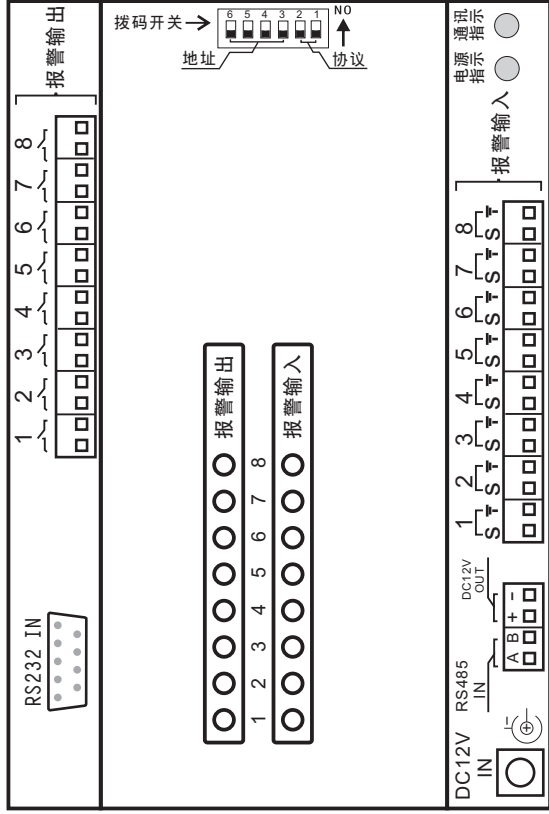 报警输出
1 2 3 4 5 6 7 8
RS232 IN
拨码开关
6 5 4 3 2 1
NO
地址
协议
报警输出
1 2 3 4 5 6 7 8
报警输入
通讯指示
电源指示
报警输入
1 2 3 4 5 6 7 8
S S S S S S S S
DC12V OUT
+ -
A B
RS485 IN
DC12V IN
- +